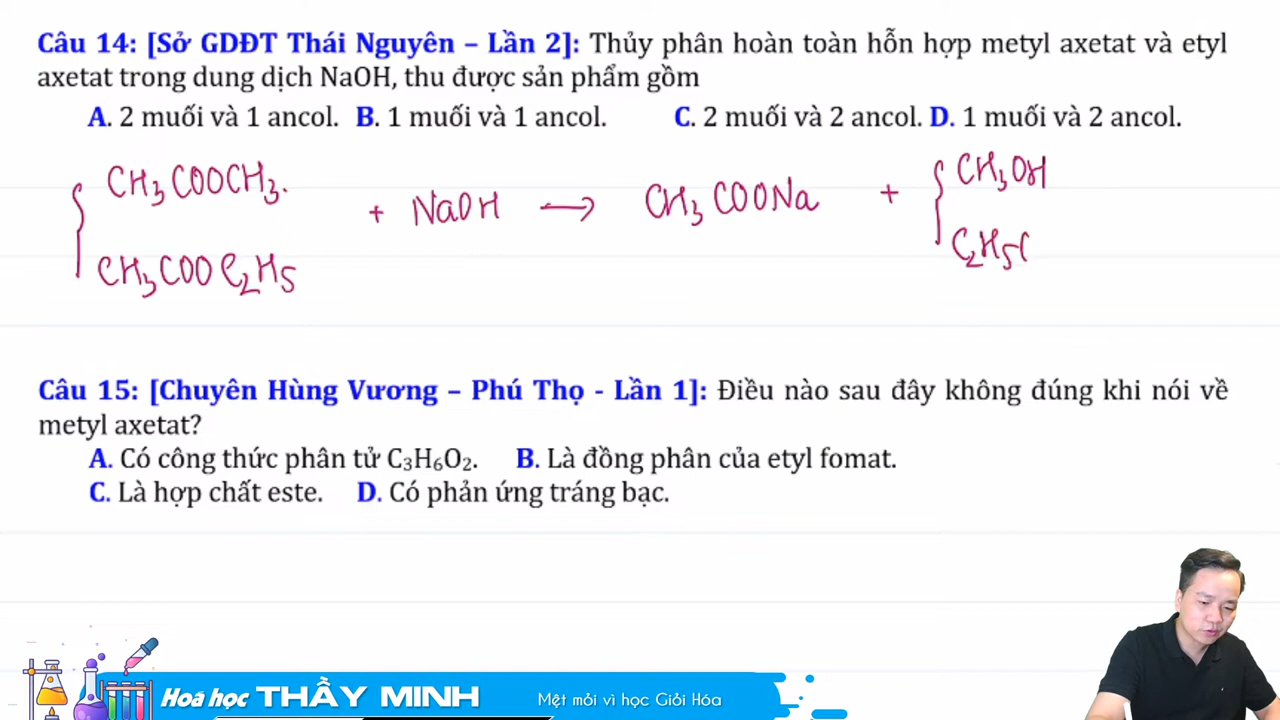 Câu 14: [Sở GDĐT Thái Nguyên – Lần 2]: Thủy phân hoàn toàn hỗn hợp metyl axetat và etyl
axetat trong dung dịch NaOH, thu được sản phẩm gồm
A. 2 muối và 1 ancol. B. 1 muối và 1 ancol. C. 2 muối và 2 ancol. D. 1 muối và 2 ancol.
CH₃COOCH₃. + NaOH → CH₃COONa + CH₃OH
CH₃COOC₂H₅ C₂H₅(
Câu 15: [Chuyên Hùng Vương – Phú Thọ - Lần 1]: Điều nào sau đây không đúng khi nói về
metyl axetat?
A. Có công thức phân tử C₃H₆O₂. B. Là đồng phân của etyl fomat.
C. Là hợp chất este. D. Có phản ứng tráng bạc.
Hoá học THẦY MINH Mệt mỏi vì học Giỏi Hóa